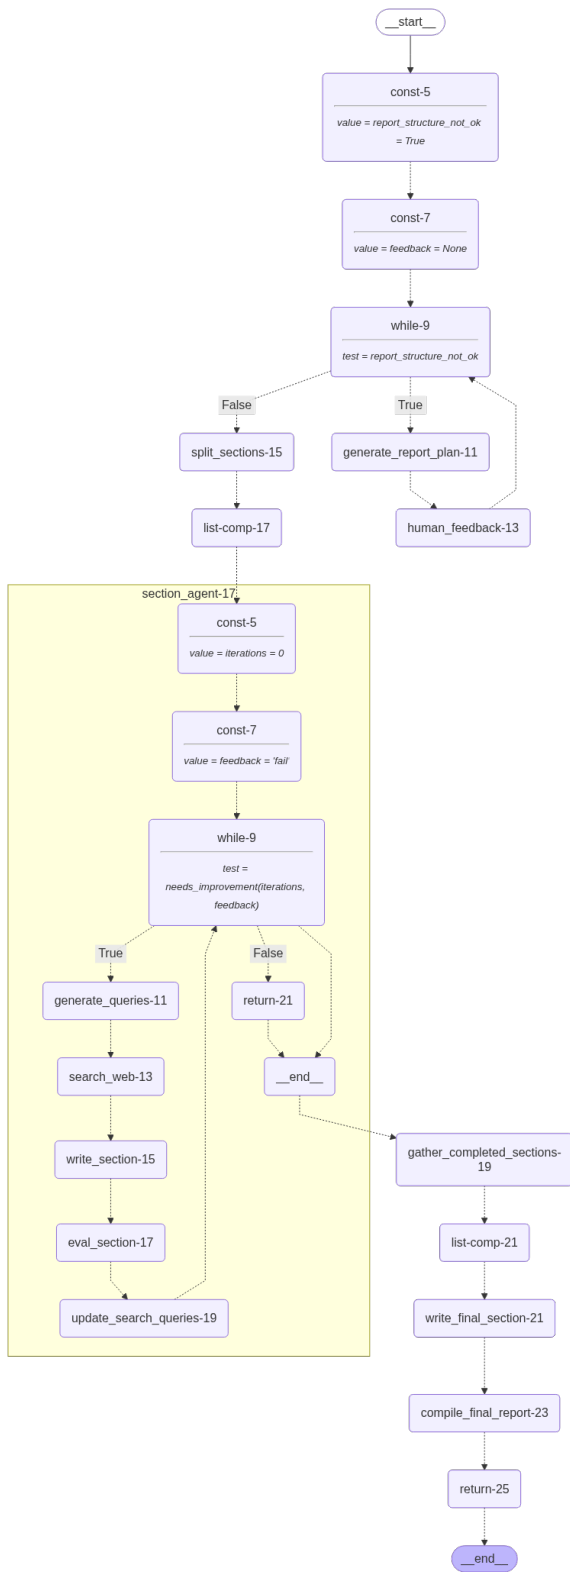 __start__
const-5
value = report_structure_not_ok
= True
const-7
value = feedback = None
while-9
test = report_structure_not_ok
False
True
split_sections-15
generate_report_plan-11
list-comp-17
human_feedback-13
section_agent-17
const-5
value = iterations = 0
const-7
value = feedback = 'fail'
while-9
test =
needs_improvement(iterations,
feedback)
True
False
generate_queries-11
return-21
search_web-13
__end__
write_section-15
gather_completed_sections-
19
eval_section-17
list-comp-21
update_search_queries-19
write_final_section-21
compile_final_report-23
return-25
__end__